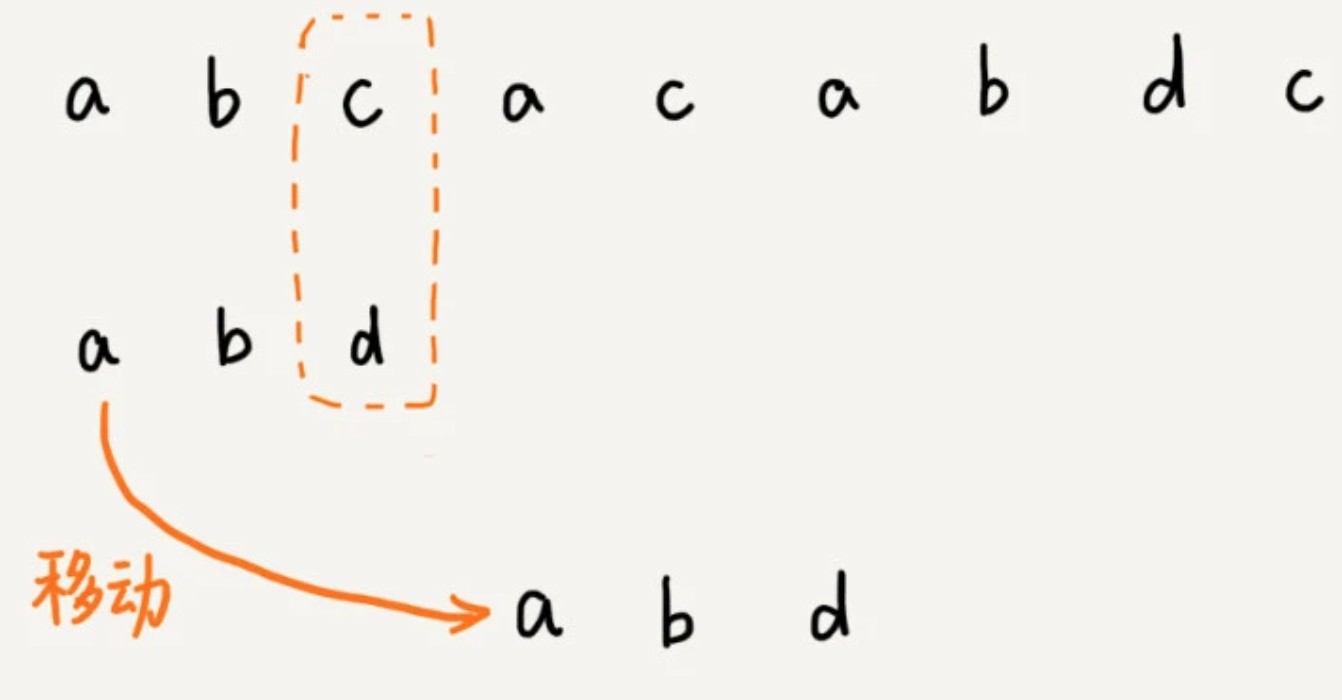 a b c a c a b d c
a b d
移动
a b d